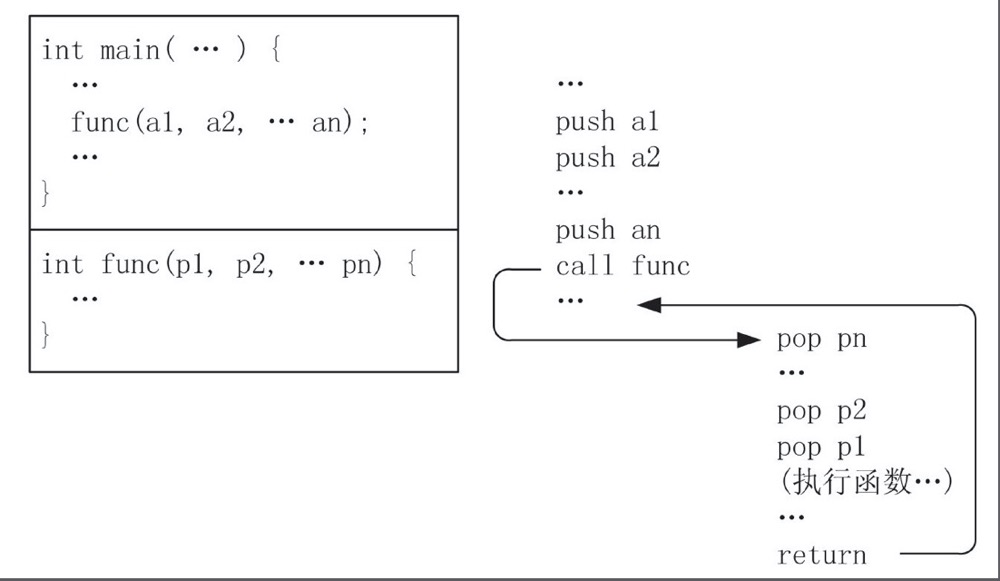 int main( … ) {
…
func(a1, a2, … an);
…
}
int func(p1, p2, … pn) {
…
}
…
push a1
push a2
…
push an
call func
…
pop pn
…
pop p2
pop p1
(执行函数…)
…
return